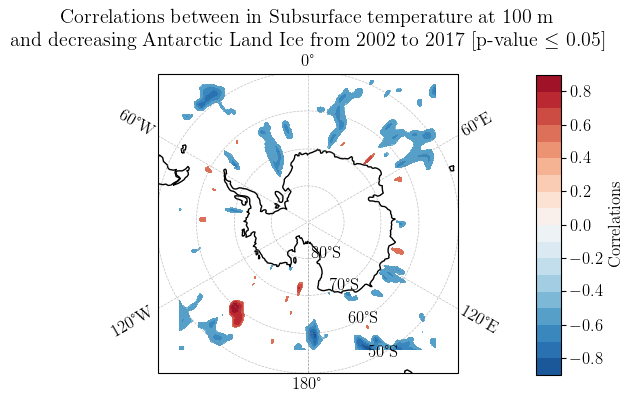 Correlations between in Subsurface temperature at 100 m
and decreasing Antarctic Land Ice from 2002 to 2017 [p-value ≤ 0.05]
0°
60°W
60°E
0.8
0.6
0.4
0.2
0.0
−0.2
−0.4
−0.6
−0.8
Correlations
80°S
70°S
60°S
50°S
120°W
120°E
180°